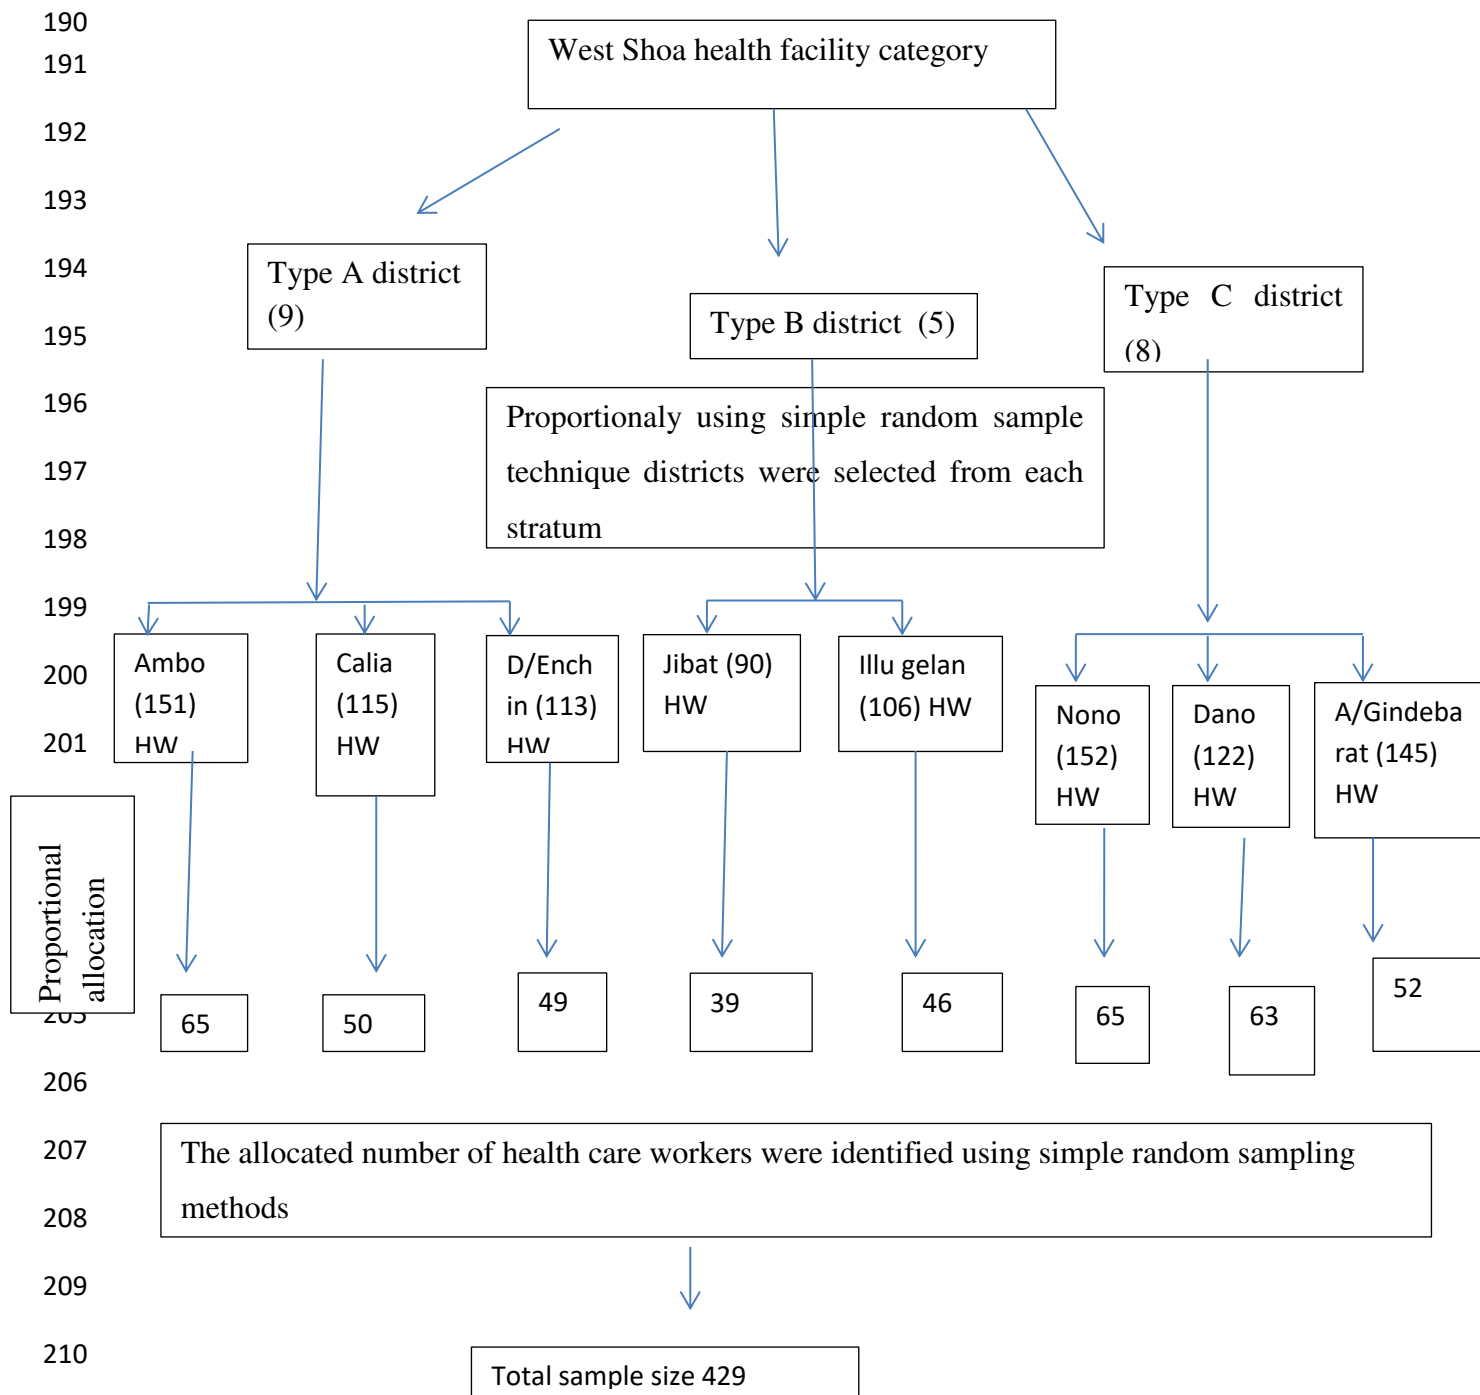 190
West Shoa health facility category
191
192
193
194
Type A district
(9)
Type B district (5)
Type C district
(8)
195
196
Proportionaly using simple random sample
197
technique districts were selected from each
stratum
198
199
Ambo
(151)
HW
Calia
(115)
HW
D/Ench
in (113)
HW
Jibat (90)
HW
Illu gelan
(106) HW
Nono
(152)
HW
Dano
(122)
HW
A/Gindeba
rat (145)
HW
200
201
Proportional
allocation
65
50
49
39
46
65
63
52
206
207
The allocated number of health care workers were identified using simple random sampling
methods
208
209
210
Total sample size 429